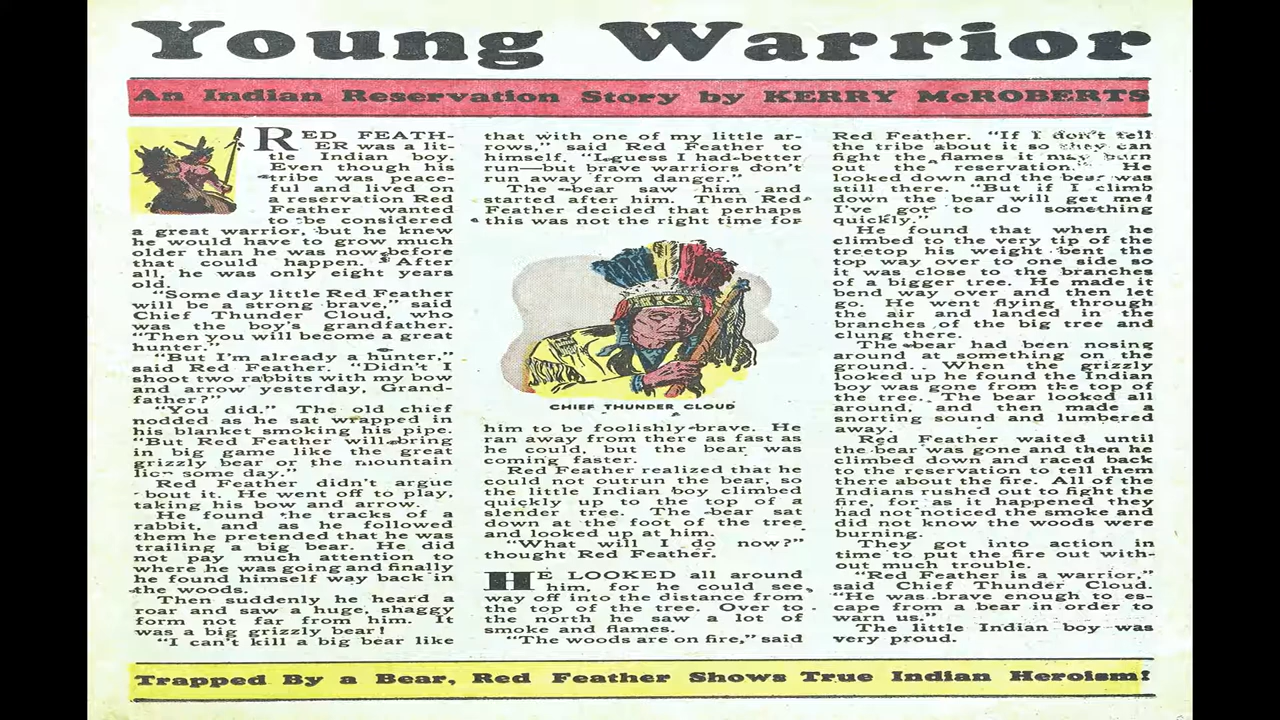 Young Warrior
An Indian Reservation Story by KERRY McROBERTS
RED FEATH-
ER was a lit-
tle Indian boy.
Even though his
tribe was peace-
ful and lived on
a reservation Red
Feather wanted
to be considered
a great warrior, but he knew
he would have to grow much
older than he was now before
that could happen. After
all, he was only eight years
old.
"Some day little Red Feather
will be a strong brave," said
Chief Thunder Cloud, who
was the boy's grandfather.
"Then you will become a great
hunter."
"But I'm already a hunter,"
said Red Feather. "Didn't I
shoot two rabbits with my bow
and arrow yesterday, Grand-
father?"
"You did." The old chief
nodded as he sat wrapped in
his blanket smoking his pipe.
"But Red Feather will bring
in big game like the great
grizzly bear or the mountain
lion some day."
Red Feather didn't argue
bout it. He went off to play,
taking his bow and arrow.
He found the tracks of a
rabbit, and as he followed
them he pretended that he was
trailing a big bear. He did
not pay much attention to
where he was going and finally
he found himself way back in
the woods.
Then suddenly he heard a
roar and saw a huge, shaggy
form not far from him. It
was a big grizzly bear!
"I can't kill a big bear like
that with one of my little ar-
rows," said Red Feather to
himself. "I guess I had better
run—but brave warriors don't
run away from danger."
The bear saw him and
started after him. Then Red
Feather decided that perhaps
this was not the right time for
CHIEF THUNDER CLOUD
him to be foolishly brave. He
ran away from there as fast as
he could, but the bear was
coming faster.
Red Feather realized that he
could not outrun the bear, so
the little Indian boy climbed
quickly up to the top of a
slender tree. The bear sat
down at the foot of the tree
and looked up at him.
"What will I do now?"
thought Red Feather.
HE LOOKED all around
him, for he could see
way off into the distance from
the top of the tree. Over to
the north he saw a lot of
smoke and flames.
"The woods are on fire," said
Red Feather. "If I don't tell
the tribe about it so they can
fight the flames it may burn
out the reservation." He
looked down and the bear was
still there. "But if I climb
down the bear will get me!
I've got to do something
quickly."
He found that when he
climbed to the very tip of the
treetop his weight bent the
top way over to one side so
it was close to the branches
of a bigger tree. He made it
bend way over and then let
go. He went flying through
the air and landed in the
branches of the big tree and
clung there.
The bear had been nosing
around at something on the
ground. When the grizzly
looked up he found the Indian
boy was gone from the top of
the tree. The bear looked all
around, and then made a
snorting sound and lumbered
away.
Red Feather waited until
the bear was gone and then he
climbed down and raced back
to the reservation to tell them
there about the fire. All of the
Indians rushed out to fight the
fire, for as it happened they
had not noticed the smoke and
did not know the woods were
burning.
They got into action in
time to put the fire out with-
out much trouble.
"Red Feather is a warrior,"
said Chief Thunder Cloud.
"He was brave enough to es-
cape from a bear in order to
warn us."
The little Indian boy was
very proud.
Trapped By a Bear, Red Feather Shows True Indian Heroism!